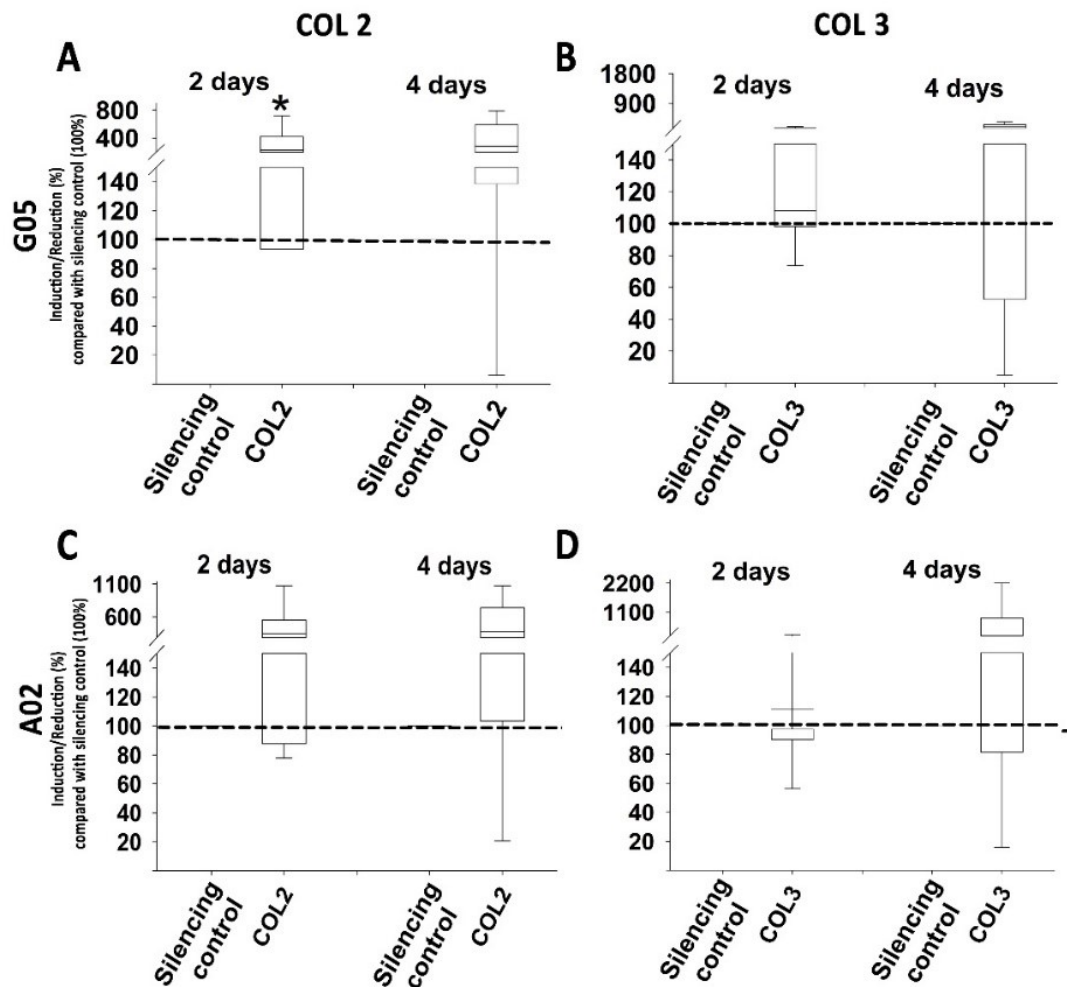 COL 2
COL 3
A
2 days
4 days
*
800
400
140
120
100
80
60
40
20
G05
Induction/Reduction (%)
compared with silencing control (100%)
Silencing
control
COL2
Silencing
control
COL2
B
2 days
4 days
1800
900
140
120
100
80
60
40
20
Silencing
control
COL3
Silencing
control
COL3
C
2 days
4 days
1100
600
140
120
100
80
60
40
20
A02
Induction/Reduction (%)
compared with silencing control (100%)
Silencing
control
COL2
Silencing
control
COL2
D
2 days
4 days
2200
1100
140
120
100
80
60
40
20
Silencing
control
COL3
Silencing
control
COL3